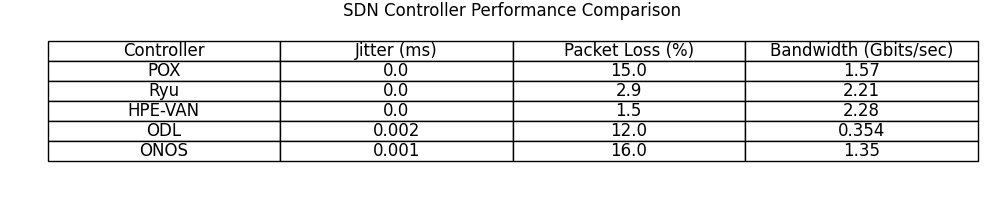 SDN Controller Performance Comparison
Controller Jitter (ms) Packet Loss (%) Bandwidth (Gbits/sec)
POX 0.0 15.0 1.57
Ryu 0.0 2.9 2.21
HPE-VAN 0.0 1.5 2.28
ODL 0.002 12.0 0.354
ONOS 0.001 16.0 1.35